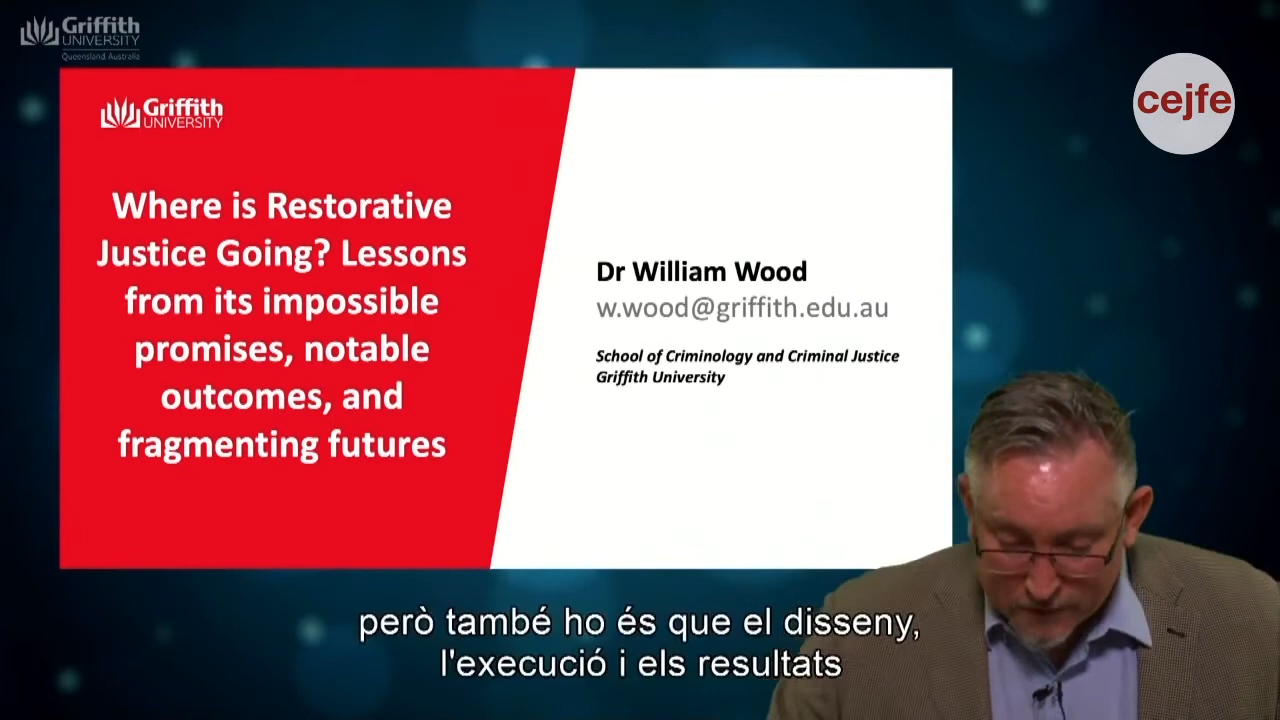 Griffith
UNIVERSITY
Queensland, Australia
cejfe
Griffith
UNIVERSITY
Where is Restorative
Justice Going? Lessons
from its impossible
promises, notable
outcomes, and
fragmenting futures
Dr William Wood
w.wood@griffith.edu.au
School of Criminology and Criminal Justice
Griffith University
però també ho és que el disseny,
l'execució i els resultats